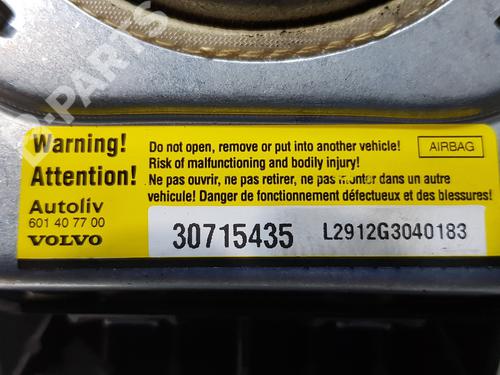 Warning!
Attention!
Autoliv
601 40 77 00
VOLVO
Do not open, remove or put into another vehicle!
Risk of malfunctioning and bodily injury!
Ne pas ouvrir, ne pas retirer, ne pas monter dans un autre
vehicule! Danger de fonctionnement défectueux et des blessures!
AIRBAG
30715435
L2912G3040183